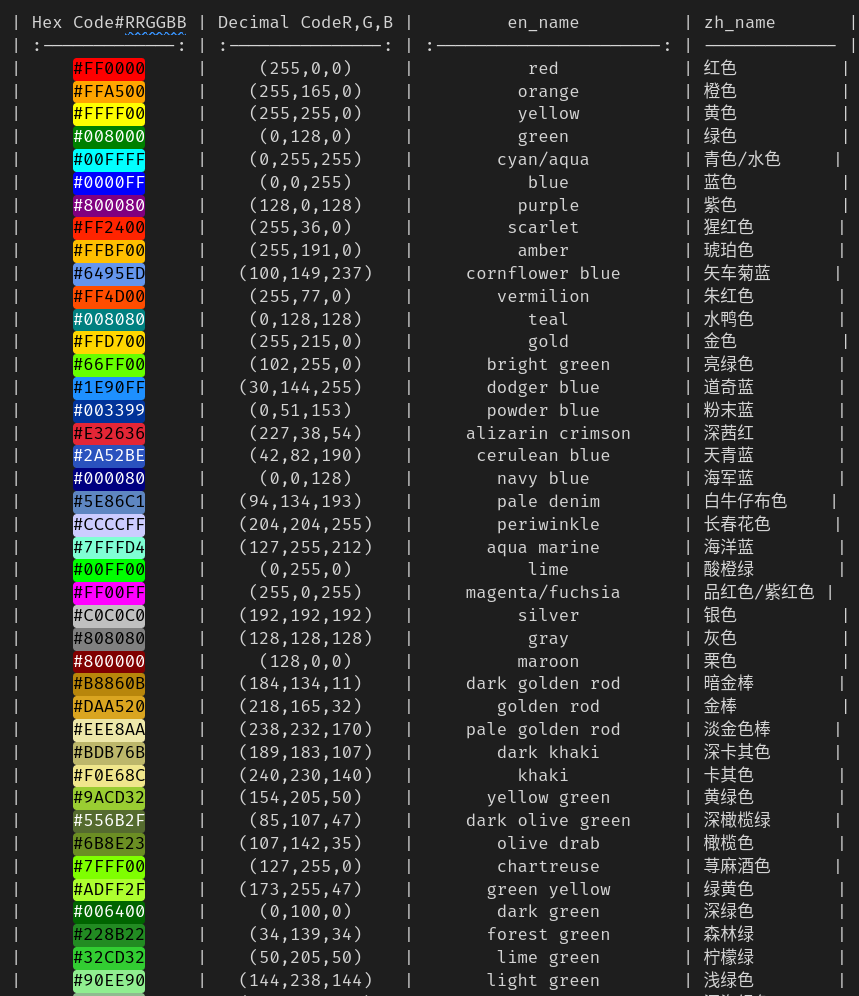 | Hex Code#RRGGBB | Decimal CodeR,G,B | en_name | zh_name |
| :-------------: | :---------------: | :----------------------: | ------------- |
| #FF0000 | (255,0,0) | red | 红色 |
| #FFA500 | (255,165,0) | orange | 橙色 |
| #FFFF00 | (255,255,0) | yellow | 黄色 |
| #008000 | (0,128,0) | green | 绿色 |
| #00FFFF | (0,255,255) | cyan/aqua | 青色/水色 |
| #0000FF | (0,0,255) | blue | 蓝色 |
| #800080 | (128,0,128) | purple | 紫色 |
| #FF2400 | (255,36,0) | scarlet | 猩红色 |
| #FFBF00 | (255,191,0) | amber | 琥珀色 |
| #6495ED | (100,149,237) | cornflower blue | 矢车菊蓝 |
| #FF4D00 | (255,77,0) | vermilion | 朱红色 |
| #008080 | (0,128,128) | teal | 水鸭色 |
| #FFD700 | (255,215,0) | gold | 金色 |
| #66FF00 | (102,255,0) | bright green | 亮绿色 |
| #1E90FF | (30,144,255) | dodger blue | 道奇蓝 |
| #003399 | (0,51,153) | powder blue | 粉末蓝 |
| #E32636 | (227,38,54) | alizarin crimson | 深茜红 |
| #2A52BE | (42,82,190) | cerulean blue | 天青蓝 |
| #000080 | (0,0,128) | navy blue | 海军蓝 |
| #5E86C1 | (94,134,193) | pale denim | 白牛仔布色 |
| #CCCCFF | (204,204,255) | periwinkle | 长春花色 |
| #7FFFD4 | (127,255,212) | aqua marine | 海洋蓝 |
| #00FF00 | (0,255,0) | lime | 酸橙绿 |
| #FF00FF | (255,0,255) | magenta/fuchsia | 品红色/紫红色 |
| #C0C0C0 | (192,192,192) | silver | 银色 |
| #808080 | (128,128,128) | gray | 灰色 |
| #800000 | (128,0,0) | maroon | 栗色 |
| #B8860B | (184,134,11) | dark golden rod | 暗金棒 |
| #DAA520 | (218,165,32) | golden rod | 金棒 |
| #EEE8AA | (238,232,170) | pale golden rod | 淡金色棒 |
| #BDB76B | (189,183,107) | dark khaki | 深卡其色 |
| #F0E68C | (240,230,140) | khaki | 卡其色 |
| #9ACD32 | (154,205,50) | yellow green | 黄绿色 |
| #556B2F | (85,107,47) | dark olive green | 深橄榄绿 |
| #6B8E23 | (107,142,35) | olive drab | 橄榄色 |
| #7FFF00 | (127,255,0) | chartreuse | 荨麻酒色 |
| #ADFF2F | (173,255,47) | green yellow | 绿黄色 |
| #006400 | (0,100,0) | dark green | 深绿色 |
| #228B22 | (34,139,34) | forest green | 森林绿 |
| #32CD32 | (50,205,50) | lime green | 柠檬绿 |
| #90EE90 | (144,238,144) | light green | 浅绿色 |